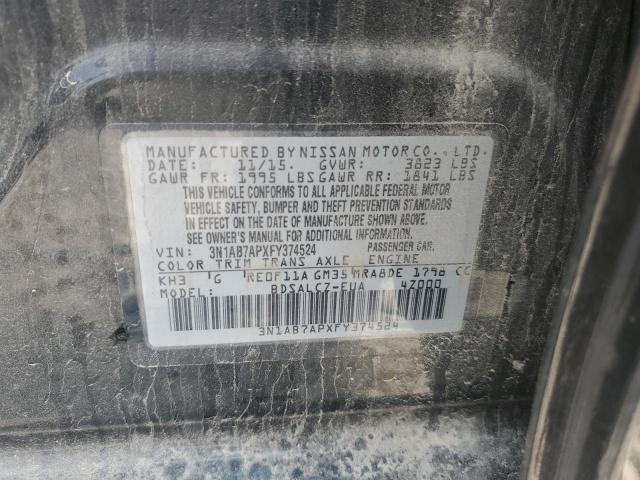 MANUFACTURED BY NISSAN MOTOR CO., LTD.
DATE: 11/15. GVWR: 3823 LBS
GAWR FR: 1995 LBS GAWR RR: 1841 LBS
THIS VEHICLE CONFORMS TO ALL APPLICABLE FEDERAL MOTOR
VEHICLE SAFETY, BUMPER AND THEFT PREVENTION STANDARDS
IN EFFECT ON THE DATE OF MANUFACTURE SHOWN ABOVE.
SEE OWNER'S MANUAL FOR ADDITIONAL INFORMATION.
VIN: 3N1AB7APXFY374524 PASSENGER CAR.
COLOR TRIM TRANS AXLE ENGINE
KH3 G RE0F11A GM35 MRA8DE 1798 CC
MODEL: BDSALCZ-EUA 4Z000
3N1AB7APXFY374524